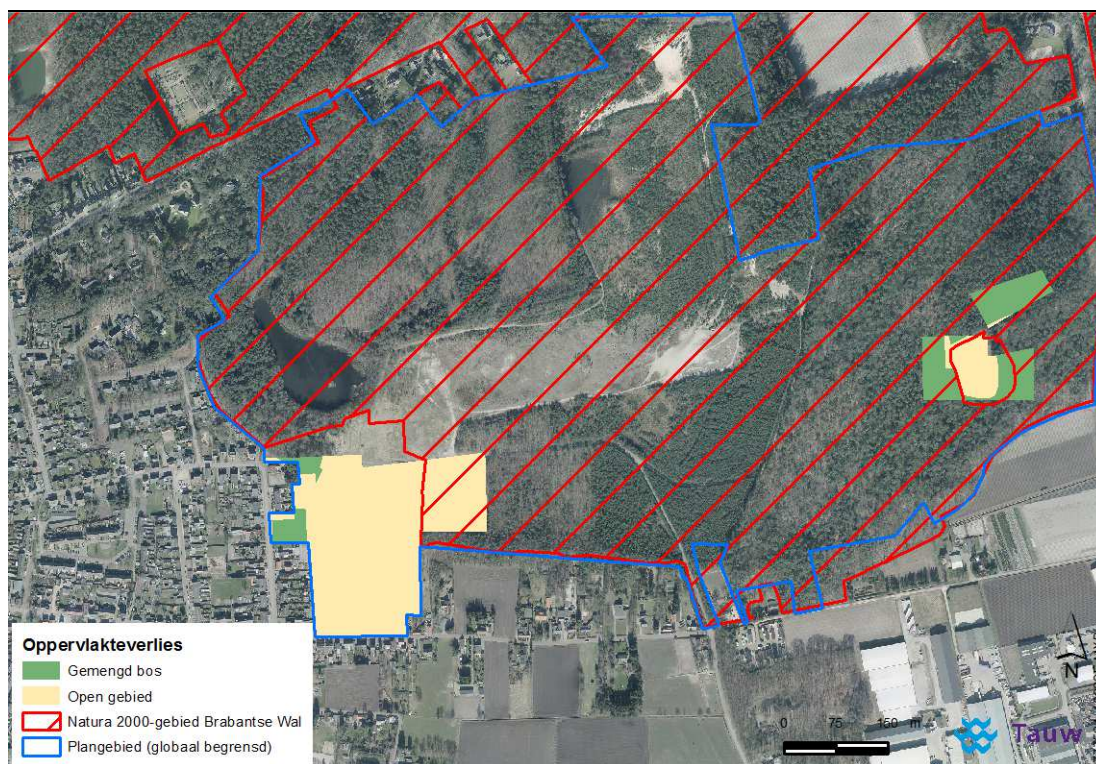 Oppervlakteverlies
Gemengd bos
Open gebied
Natura 2000-gebied Brabantse Wal
Plangebied (globaal begrensd)
N
0 75 150 m
Tauw